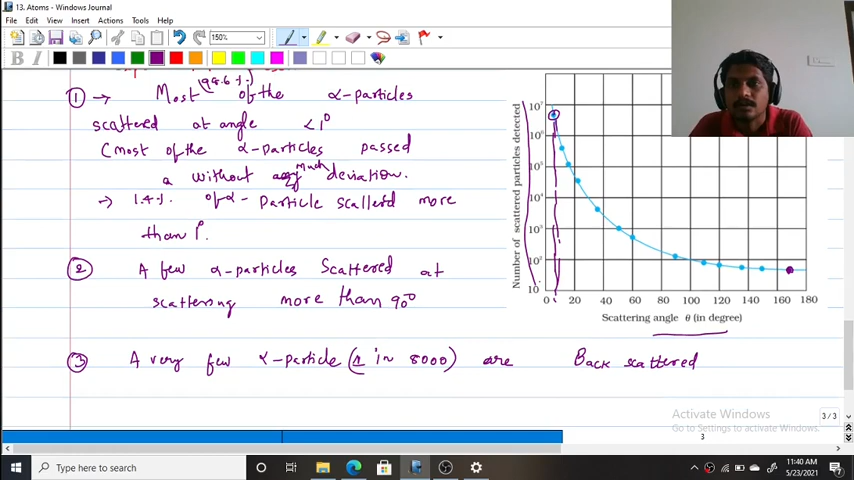 13. Atoms - Windows Journal
File Edit View Insert Actions Tools Help
150%
B I
① → Most (98.6 %) of the α-particles
scattered at angle <1°
(most of the α-particles passed
without much deviation.
→ 1.4%. of α- particle scattered more
than 1°.
② A few α-particles Scattered at
scattering more than 90°
③ A very few α-particle (1 in 8000) are Back scattered
Number of scattered particles detected
10⁷
10⁶
10⁵
10⁴
10³
10²
10
0 20 40 60 80 100 120 140 160 180
Scattering angle θ (in degree)
Activate Windows
Go to Settings to activate Windows.
3/3
3
Type here to search
11:40 AM
5/23/2021